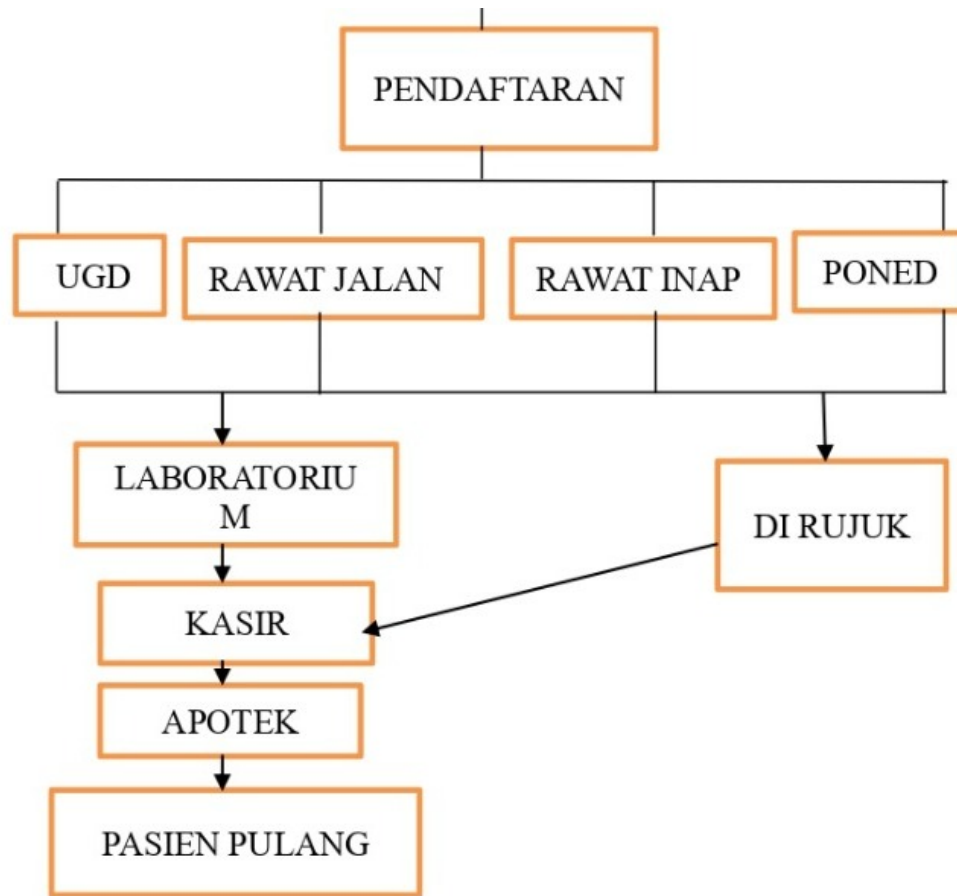 PENDAFTARAN
UGD
RAWAT JALAN
RAWAT INAP
PONED
LABORATORIU
M
DI RUJUK
KASIR
APOTEK
PASIEN PULANG